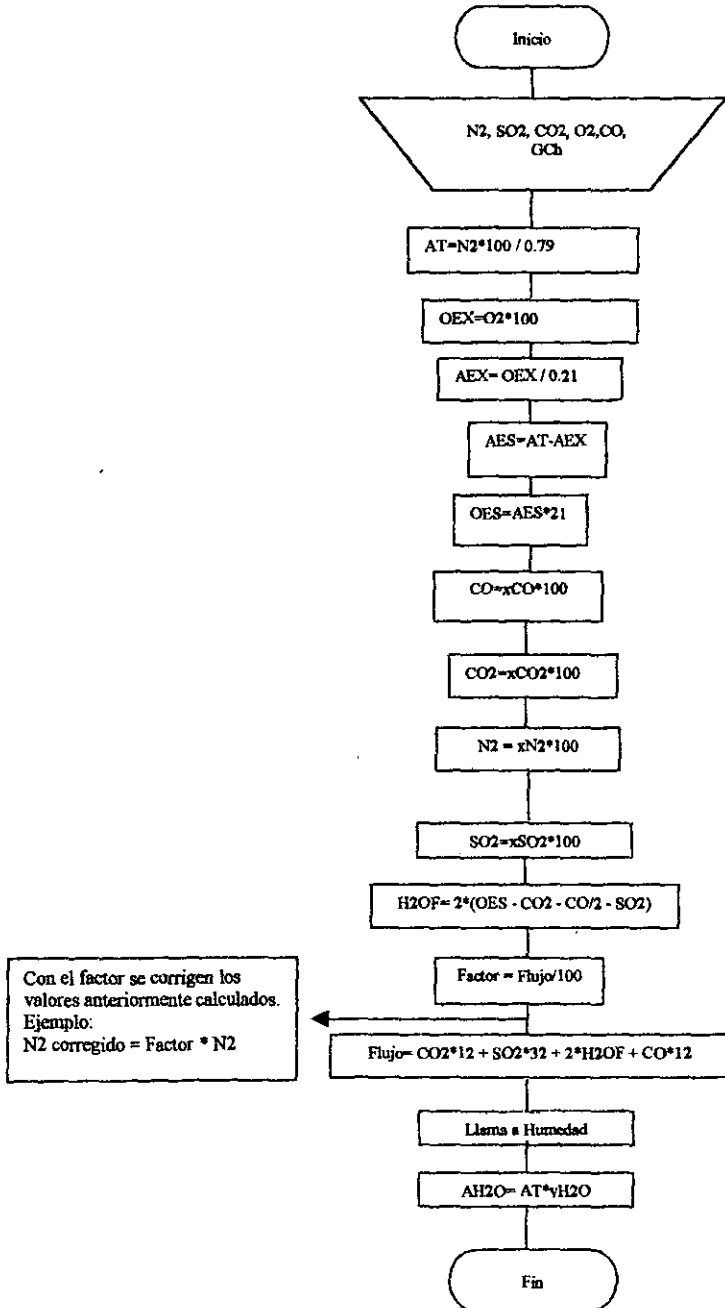 Inicio
N2, SO2, CO2, O2,CO,
GCh
AT=N2*100 / 0.79
OEX=O2*100
AEX= OEX / 0.21
AES=AT-AEX
OES=AES*21
CO=xCO*100
CO2=xCO2*100
N2 = xN2*100
SO2=xSO2*100
H2OF= 2*(OES - CO2 - CO/2 - SO2)
Factor = Flujo/100
Con el factor se corrigen los
valores anteriormente calculados.
Ejemplo:
N2 corregido = Factor * N2
Flujo= CO2*12 + SO2*32 + 2*H2OF + CO*12
Llama a Humedad
AH2O= AT*yH2O
Fin